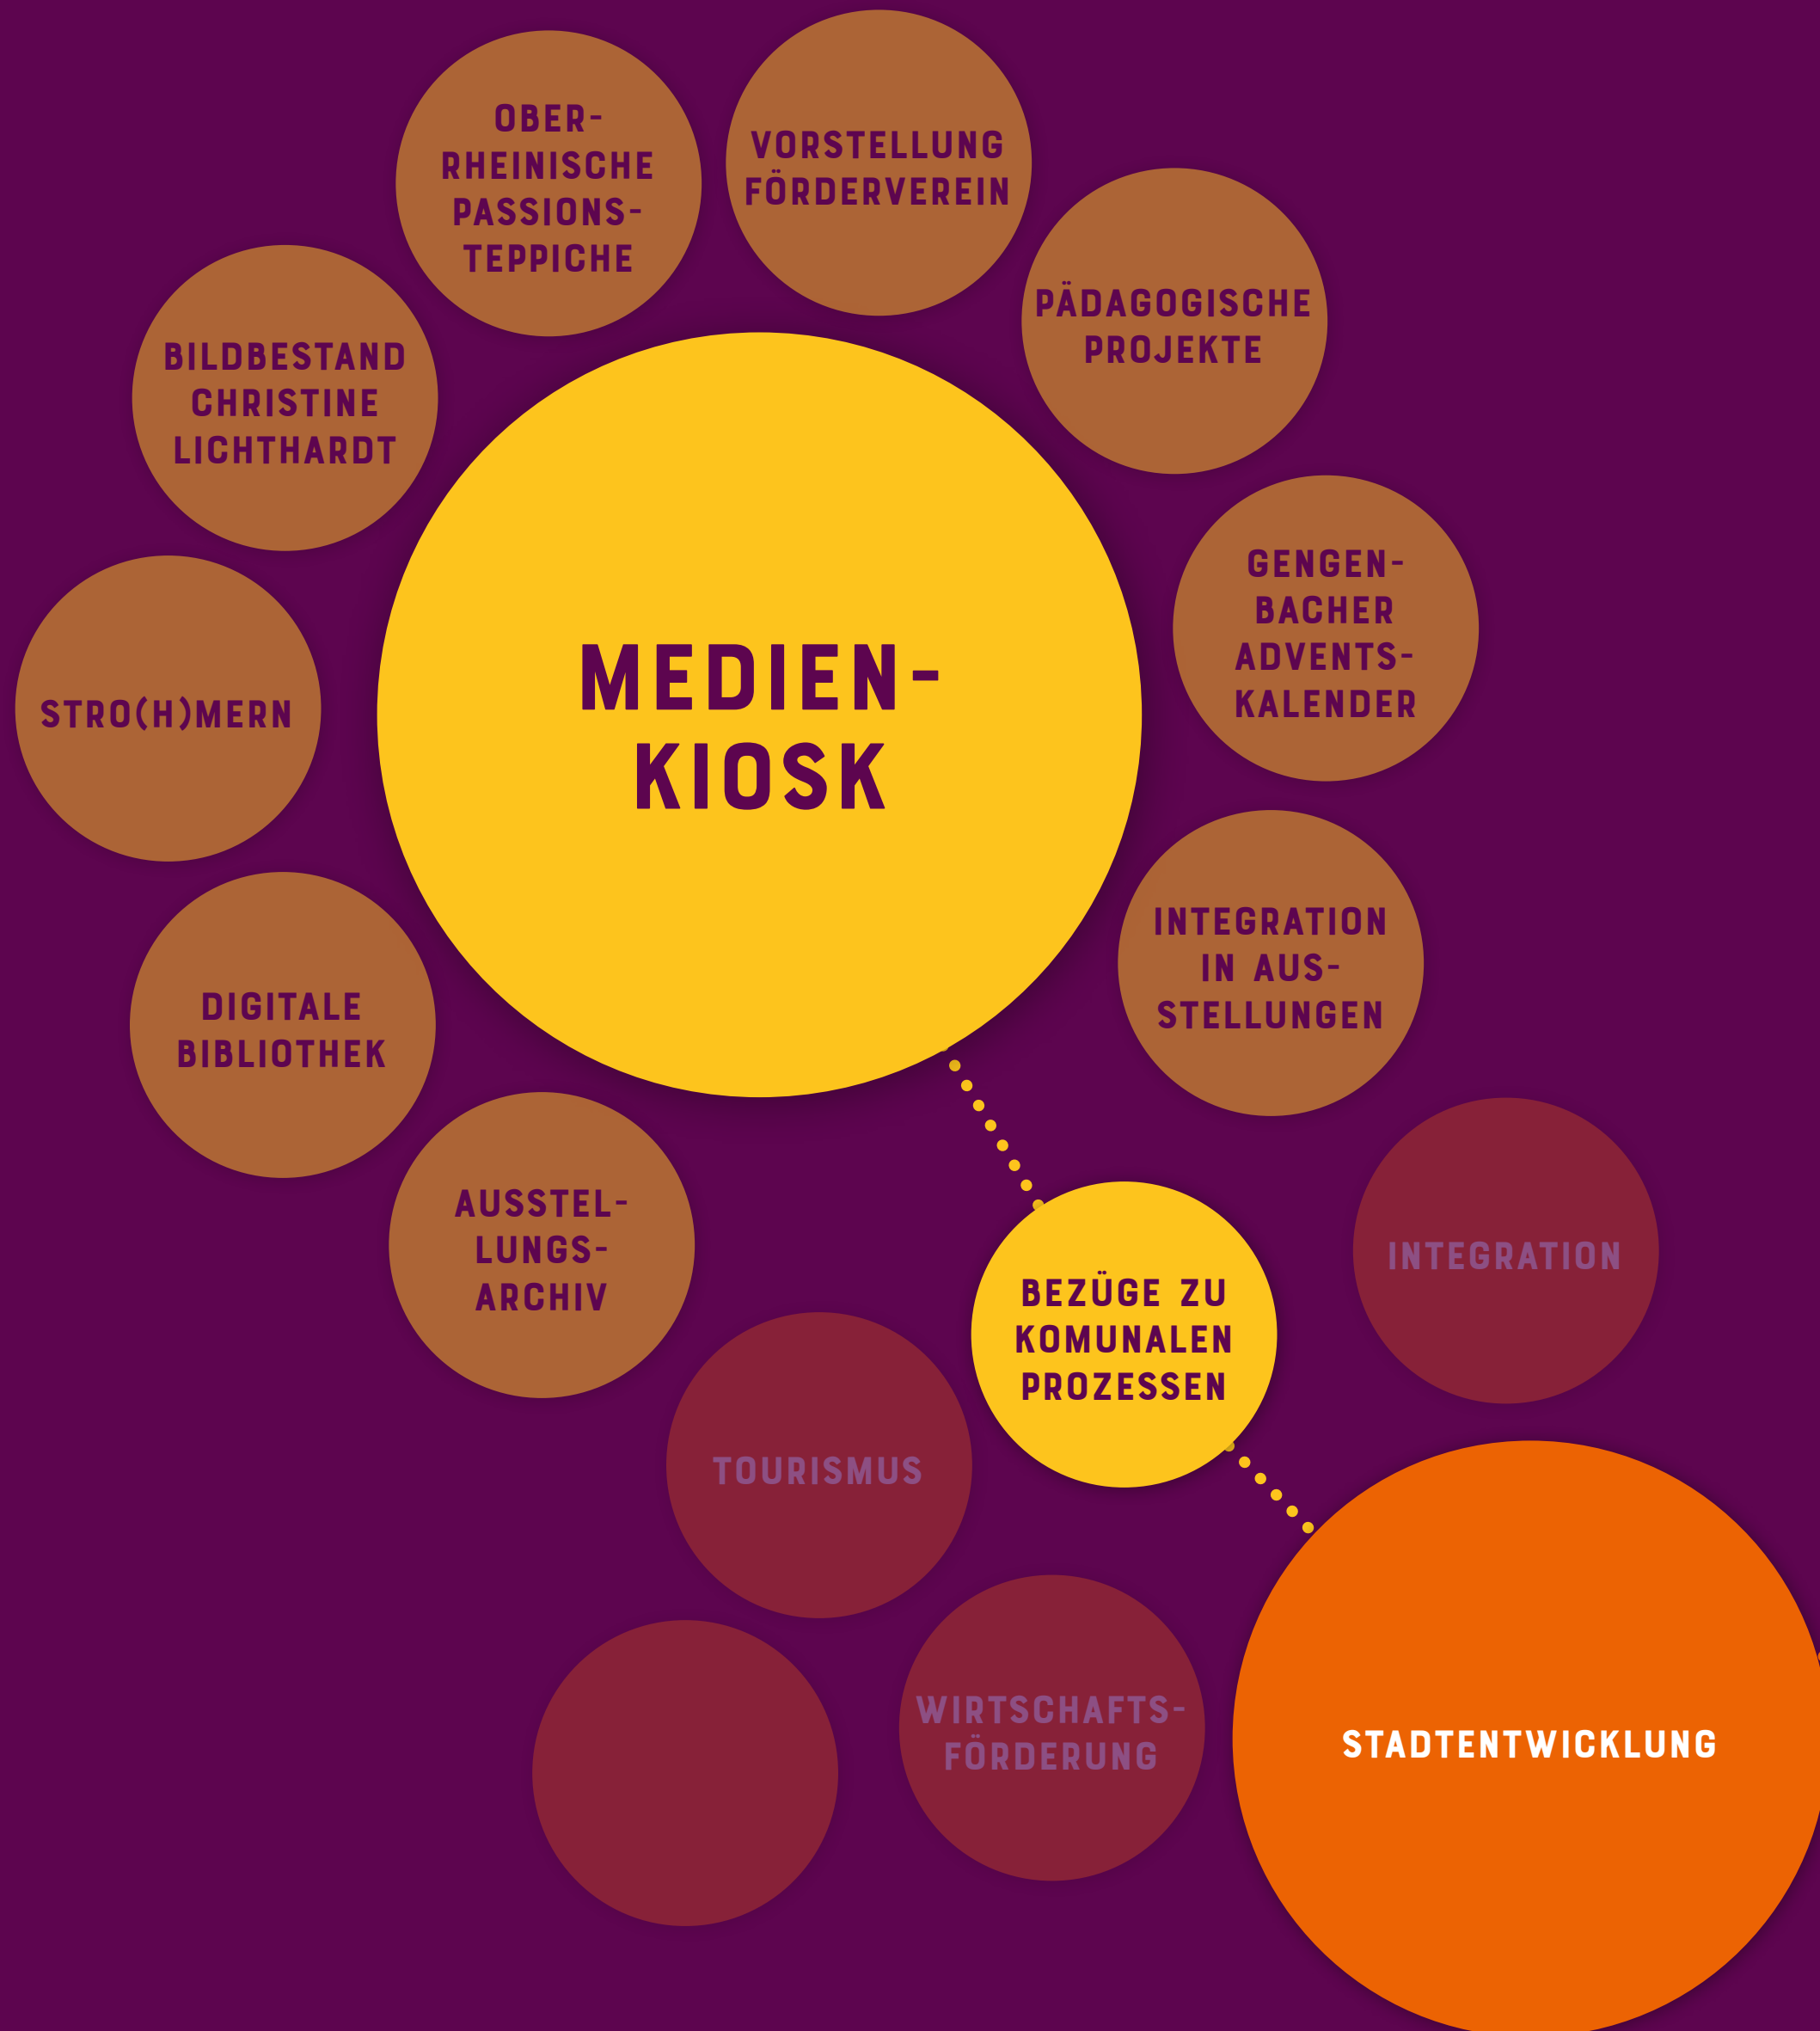 OBER-
RHEINISCHE
PASSIONS-
TEPPICHE
VORSTELLUNG
FÖRDERVEREIN
PÄDAGOGISCHE
PROJEKTE
BILDBESTAND
CHRISTINE
LICHTHARDT
GENGEN-
BACHER
ADVENTS-
KALENDER
STRO(H)MERN
MEDIEN-
KIOSK
INTEGRATION
IN AUS-
STELLUNGEN
DIGITALE
BIBLIOTHEK
AUSSTEL-
LUNGS-
ARCHIV
INTEGRATION
BEZÜGE ZU
KOMUNALEN
PROZESSEN
TOURISMUS
WIRTSCHAFTS-
FÖRDERUNG
STADTENTWICKLUNG